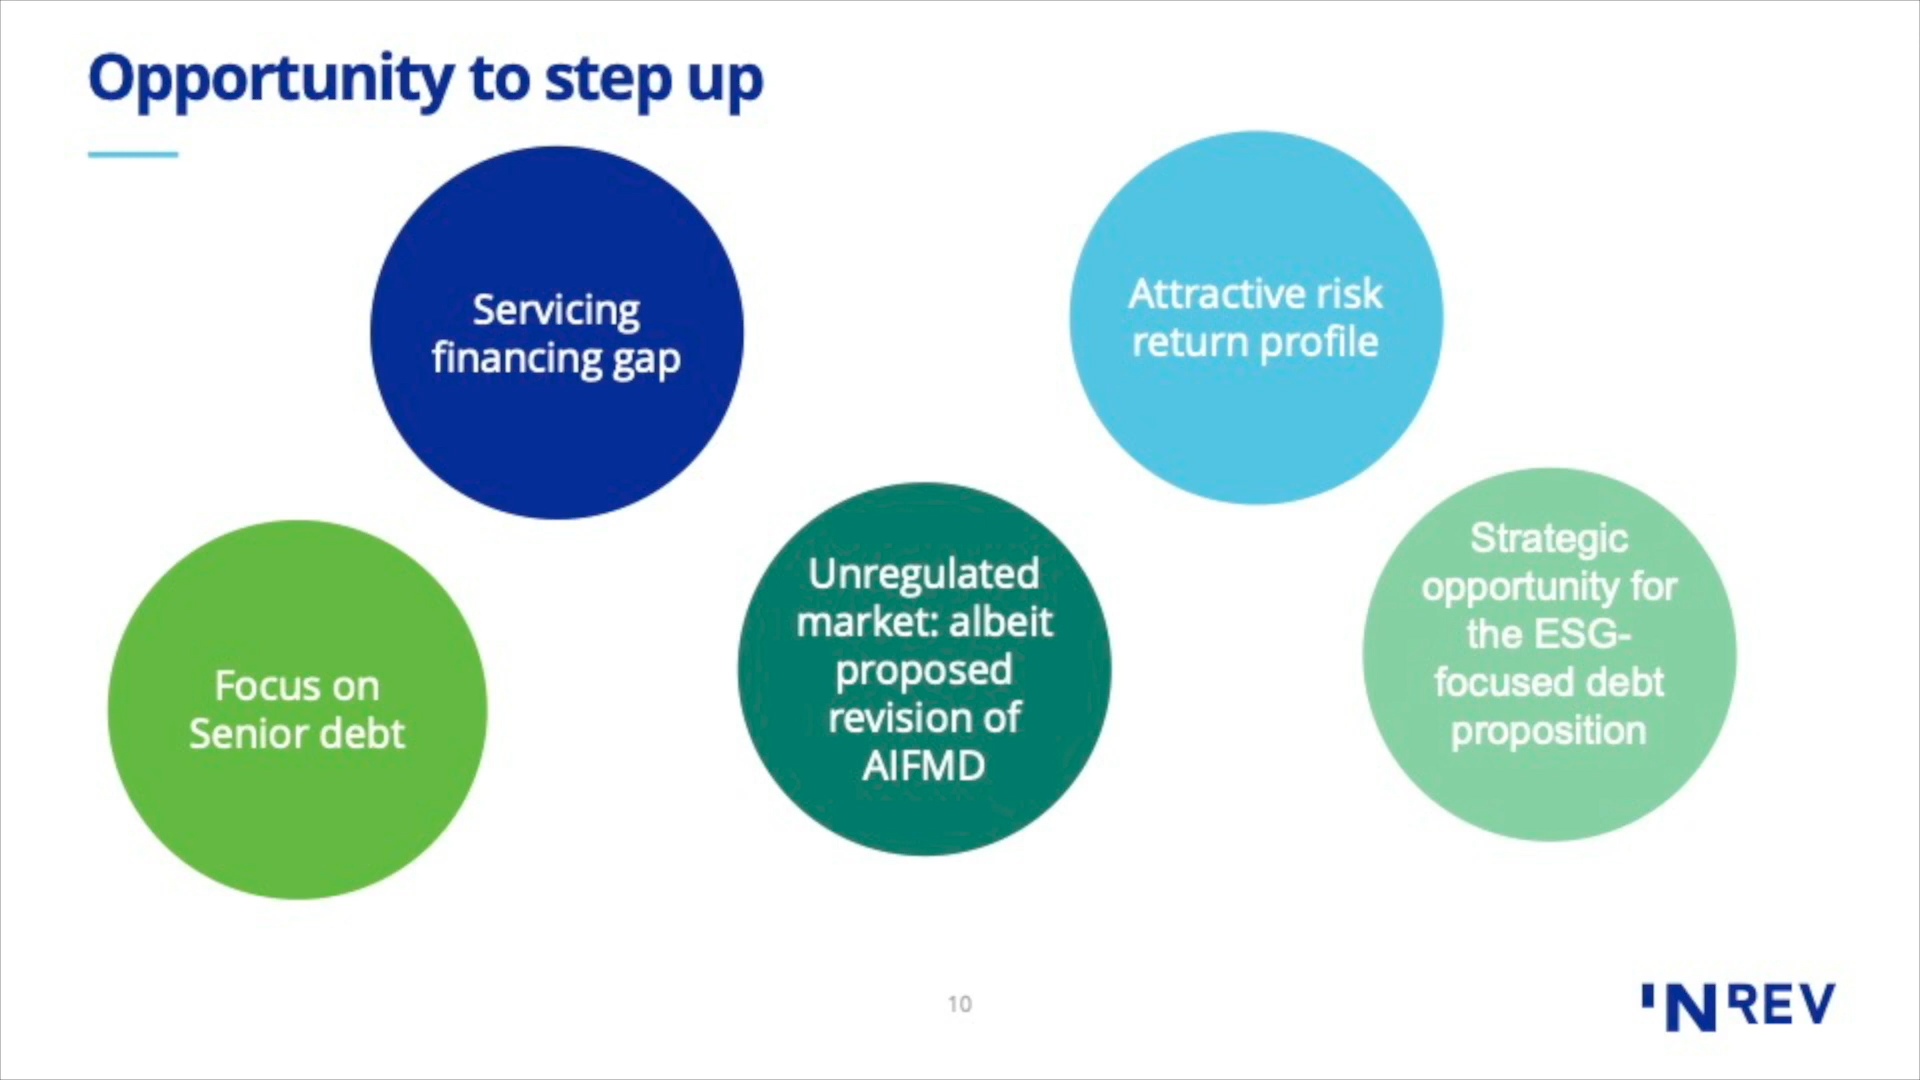 Opportunity to step up
Servicing
financing gap
Attractive risk
return profile
Focus on
Senior debt
Unregulated
market: albeit
proposed
revision of
AIFMD
Strategic
opportunity for
the ESG-
focused debt
proposition
10
INREV